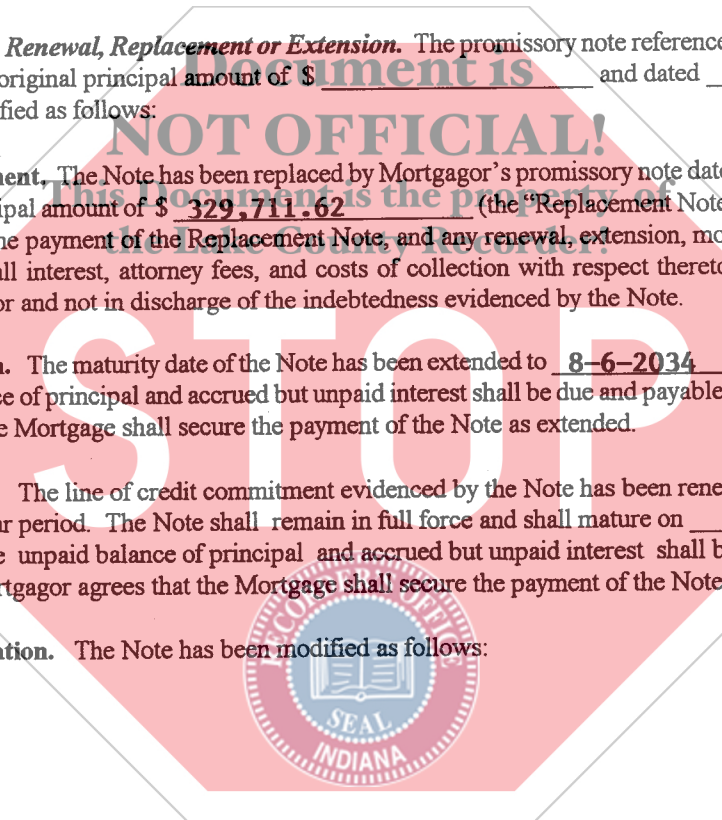 Renewal, Replacement or Extension. The promissory note reference
original principal amount of $ ____ and dated __
fied as follows:
ent. The Note has been replaced by Mortgagor's promissory note date
ipal amount of $ 329,711.62 (the "Replacement Note
he payment of the Replacement Note, and any renewal, extension, mo
all interest, attorney fees, and costs of collection with respect thereto
or and not in discharge of the indebtedness evidenced by the Note.
n. The maturity date of the Note has been extended to 8-6-2034
ce of principal and accrued but unpaid interest shall be due and payable
e Mortgage shall secure the payment of the Note as extended.
The line of credit commitment evidenced by the Note has been rene
ar period. The Note shall remain in full force and shall mature on __
e unpaid balance of principal and accrued but unpaid interest shall b
rtgagor agrees that the Mortgage shall secure the payment of the Note
ation. The Note has been modified as follows:
Document is
NOT OFFICIAL!
This Document is the property of
the Lake County Recorder!
STOP
RECORDER'S OFFICE
SEAL
INDIANA